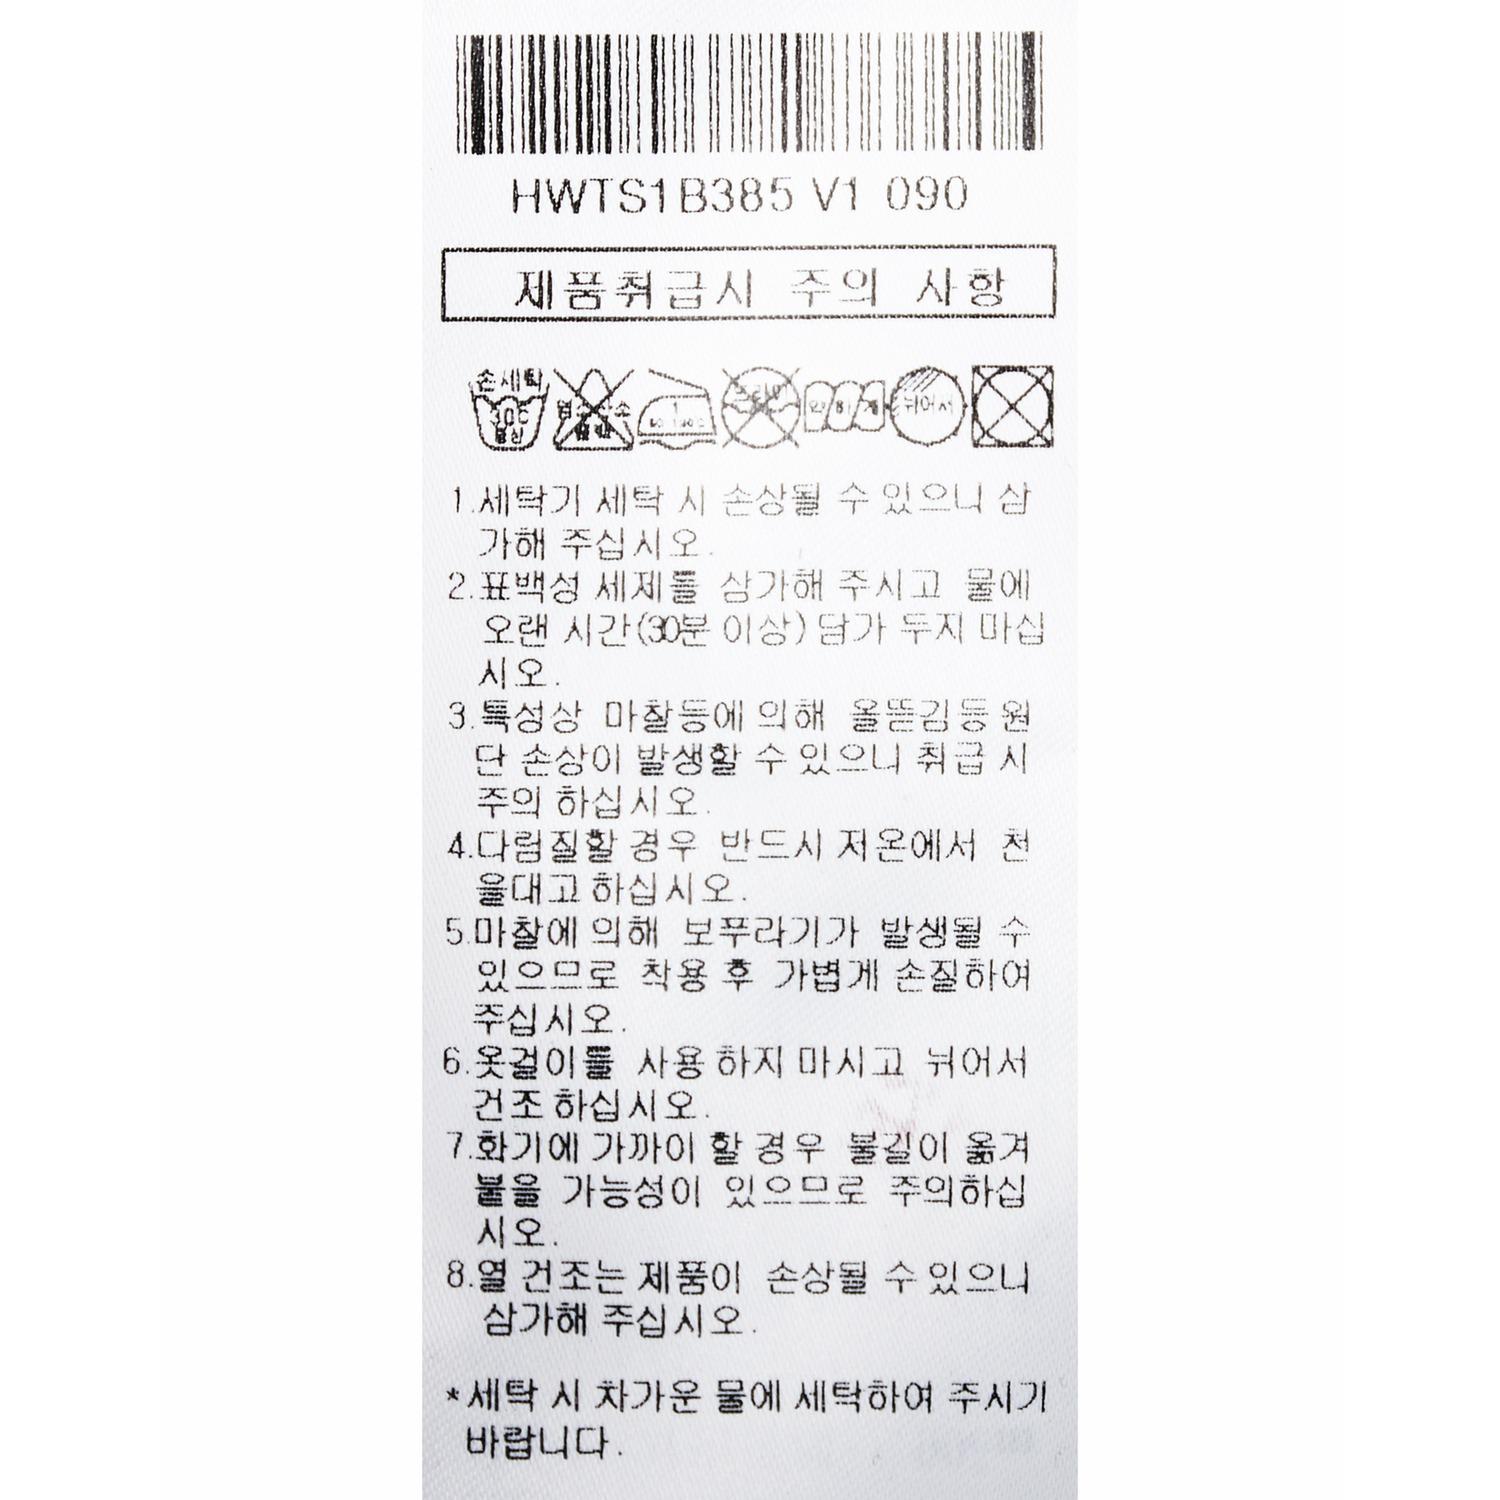 HWTS1B385 V1 090
제품취급시 주의 사항
손세탁
30℃
중성
뉘어서
1.세탁기 세탁 시 손상될 수 있으니 삼
가해 주십시오.
2.표백성 세제를 삼가해 주시고 물에
오랜 시간(30분 이상) 담가 두지 마십
시오.
3.특성상 마찰등에 의해 올뜯김등 원
단 손상이 발생할 수 있으니 취급 시
주의 하십시오.
4.다림질할 경우 반드시 저온에서 천
을대고 하십시오.
5.마찰에 의해 보푸라기가 발생될 수
있으므로 착용 후 가볍게 손질하여
주십시오.
6.옷걸이를 사용 하지 마시고 뉘어서
건조 하십시오.
7.화기에 가까이 할 경우 불길이 옮겨
붙을 가능성이 있으므로 주의하십
시오.
8.열 건조는 제품이 손상될 수 있으니
삼가해 주십시오.
*세탁 시 차가운 물에 세탁하여 주시기
바랍니다.